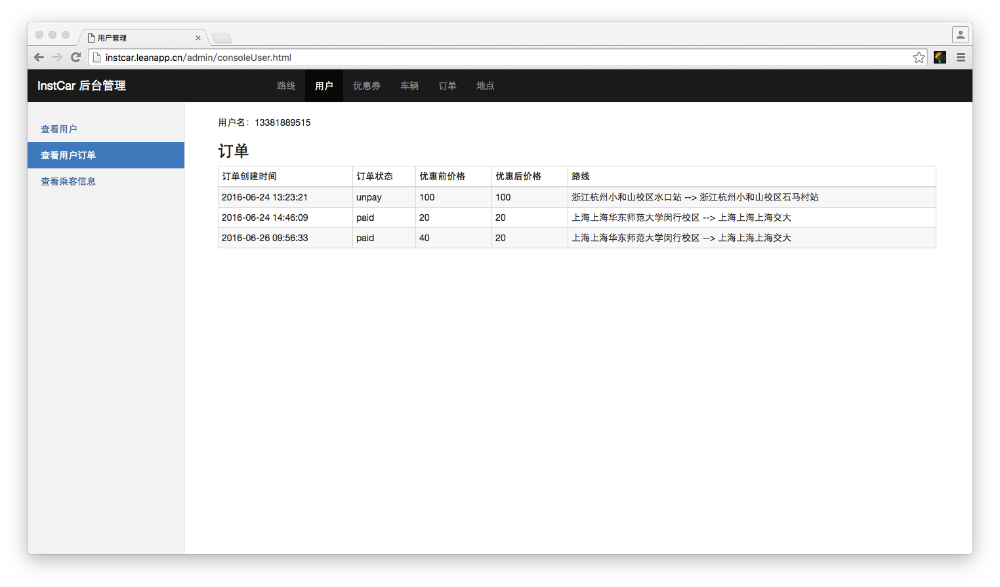 用户管理
instcar.leanapp.cn/admin/consoleUser.html
InstCar 后台管理 路线 用户 优惠券 车辆 订单 地点
查看用户
查看用户订单
查看乘客信息
用户名：13381889515
订单
订单创建时间 订单状态 优惠前价格 优惠后价格 路线
2016-06-24 13:23:21 unpay 100 100 浙江杭州小和山校区水口站 --> 浙江杭州小和山校区石马村站
2016-06-24 14:46:09 paid 20 20 上海上海华东师范大学闵行校区 --> 上海上海上海交大
2016-06-26 09:56:33 paid 40 20 上海上海华东师范大学闵行校区 --> 上海上海上海交大